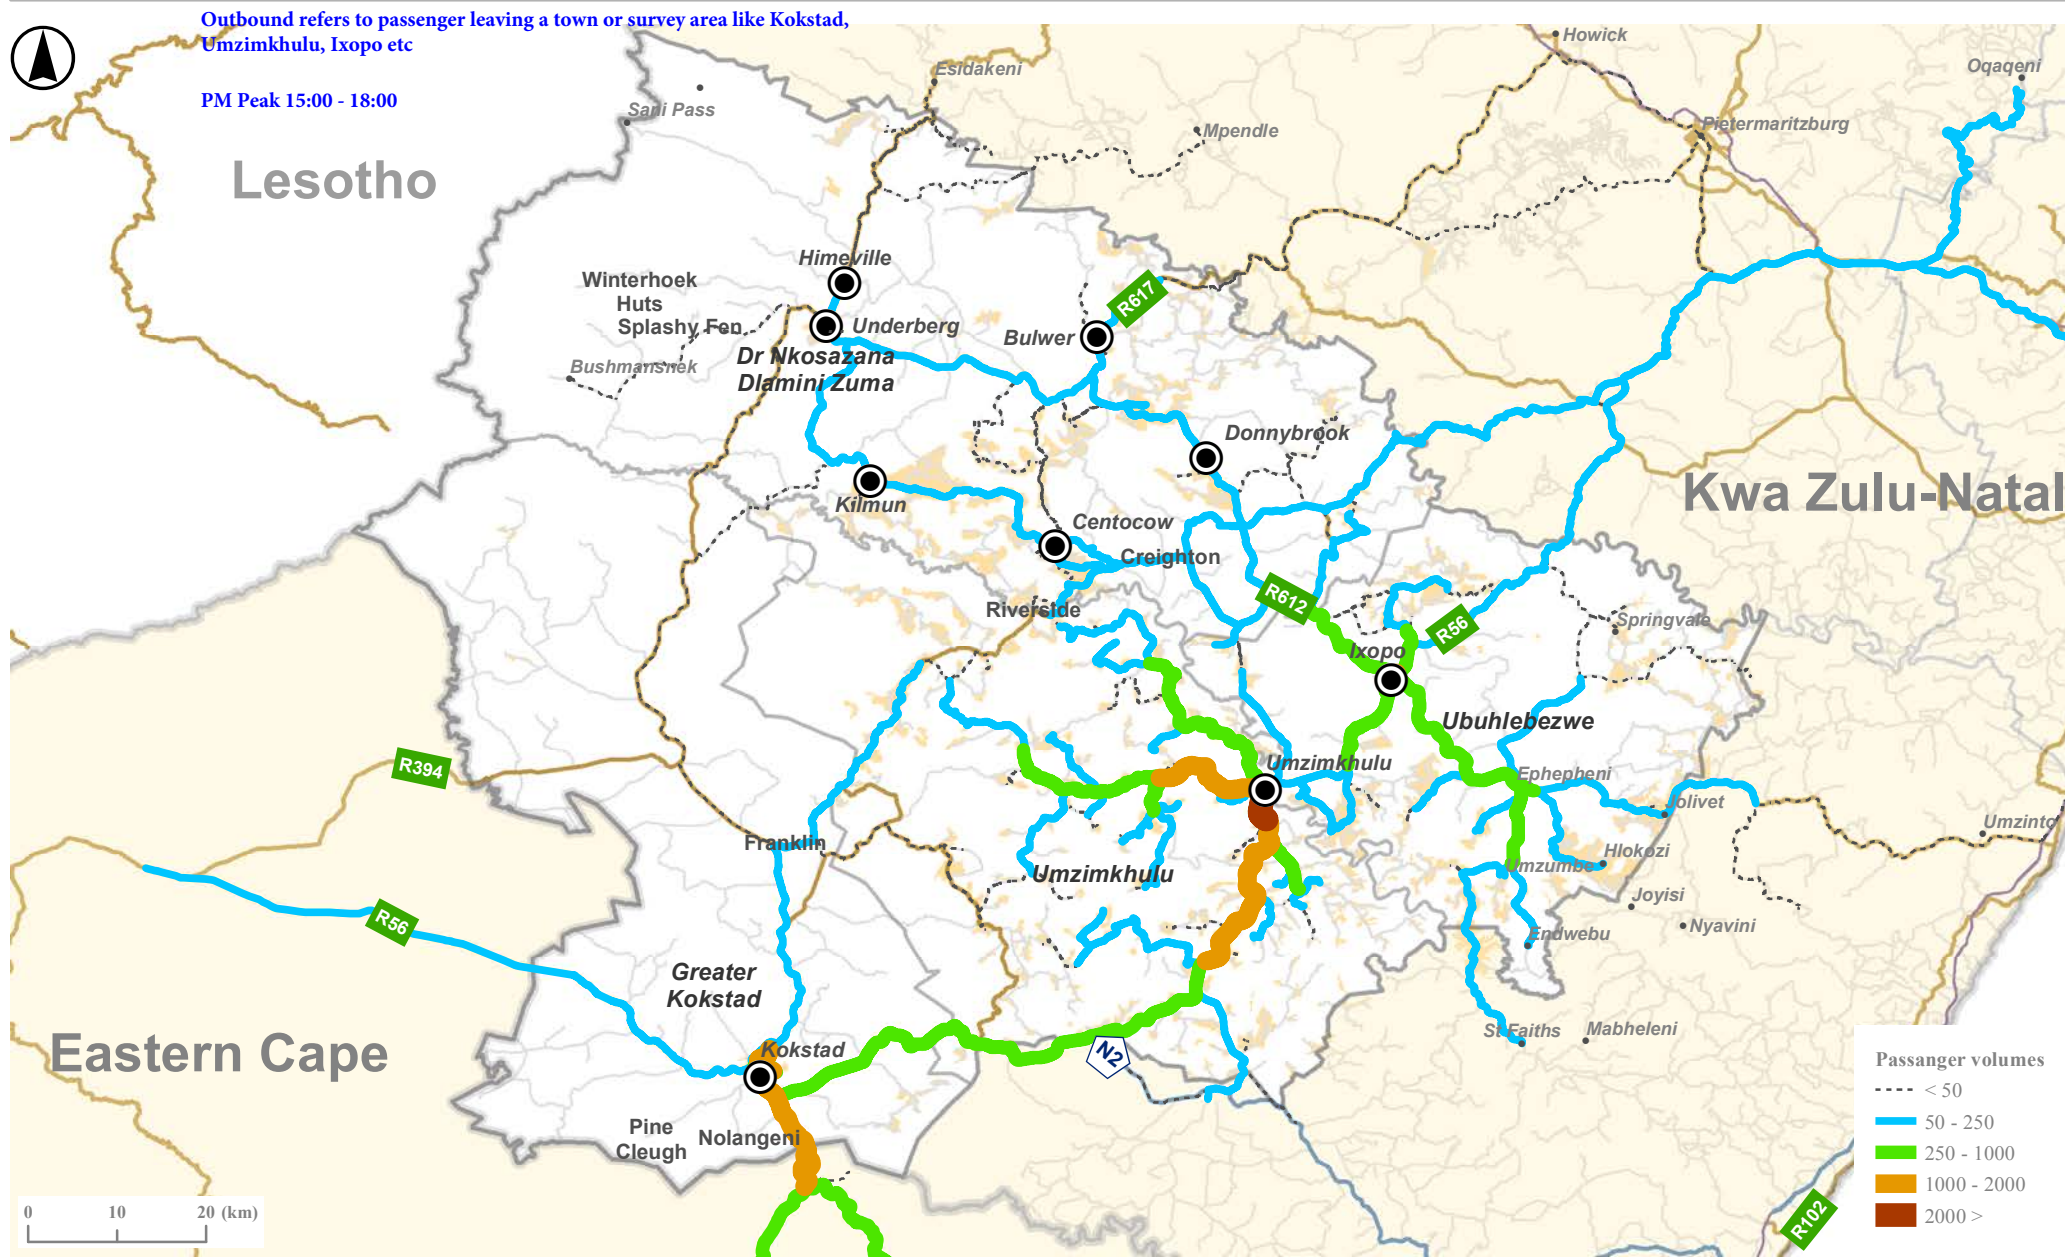 Outbound refers to passenger leaving a town or survey area like Kokstad,
Umzimkhulu, Ixopo etc
PM Peak 15:00 - 18:00
Howick
Oqaqeni
Esidakeni
Sani Pass
Mpendle
Pietermaritzburg
Lesotho
Himeville
Winterhoek
Huts
Splashy Fen
Underberg
R617
Bulwer
Dr Nkosazana
Dlamini Zuma
Bushmansnek
Donnybrook
Kwa Zulu-Natal
Kilmun
Centocow
Creighton
Riverside
R612
R56
Springvale
Ixopo
Ubuhlebezwe
R394
Umzimkhulu
Ephepheni
Jolivet
Umzinto
Franklin
Umzimkhulu
Umzumbe
Hlokozi
Joyisi
R56
Nyavini
Endwebu
Greater
Kokstad
St Faiths
Mabheleni
Eastern Cape
Kokstad
N2
Pine
Cleugh
Nolangeni
Passanger volumes
< 50
50 - 250
250 - 1000
1000 - 2000
2000 >
R102
0 10 20 (km)